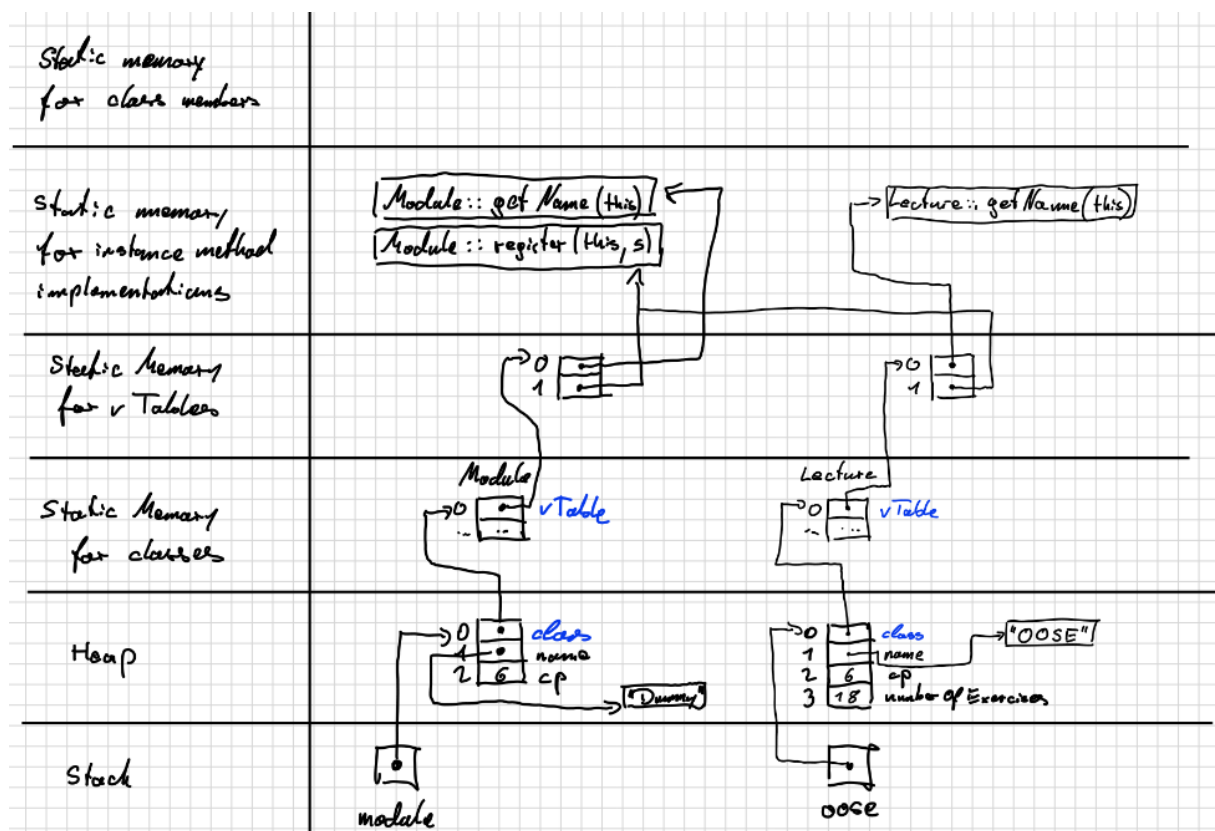 Static memory
for class members
Static memory
for instance method
implementations
Module:: getName(this)
Module:: register(this, s)
Lecture:: getName(this)
Static Memory
for vTables
0
1
0
1
Static Memory
for classes
Module
0 vTable
... ...
Lecture
0 vTable
... ...
Heap
0 class
1 name
2 6 cp
"Dummy"
0 class
1 name
2 6 cp
3 18 number of Exercises
"OOSE"
Stack
module
oose